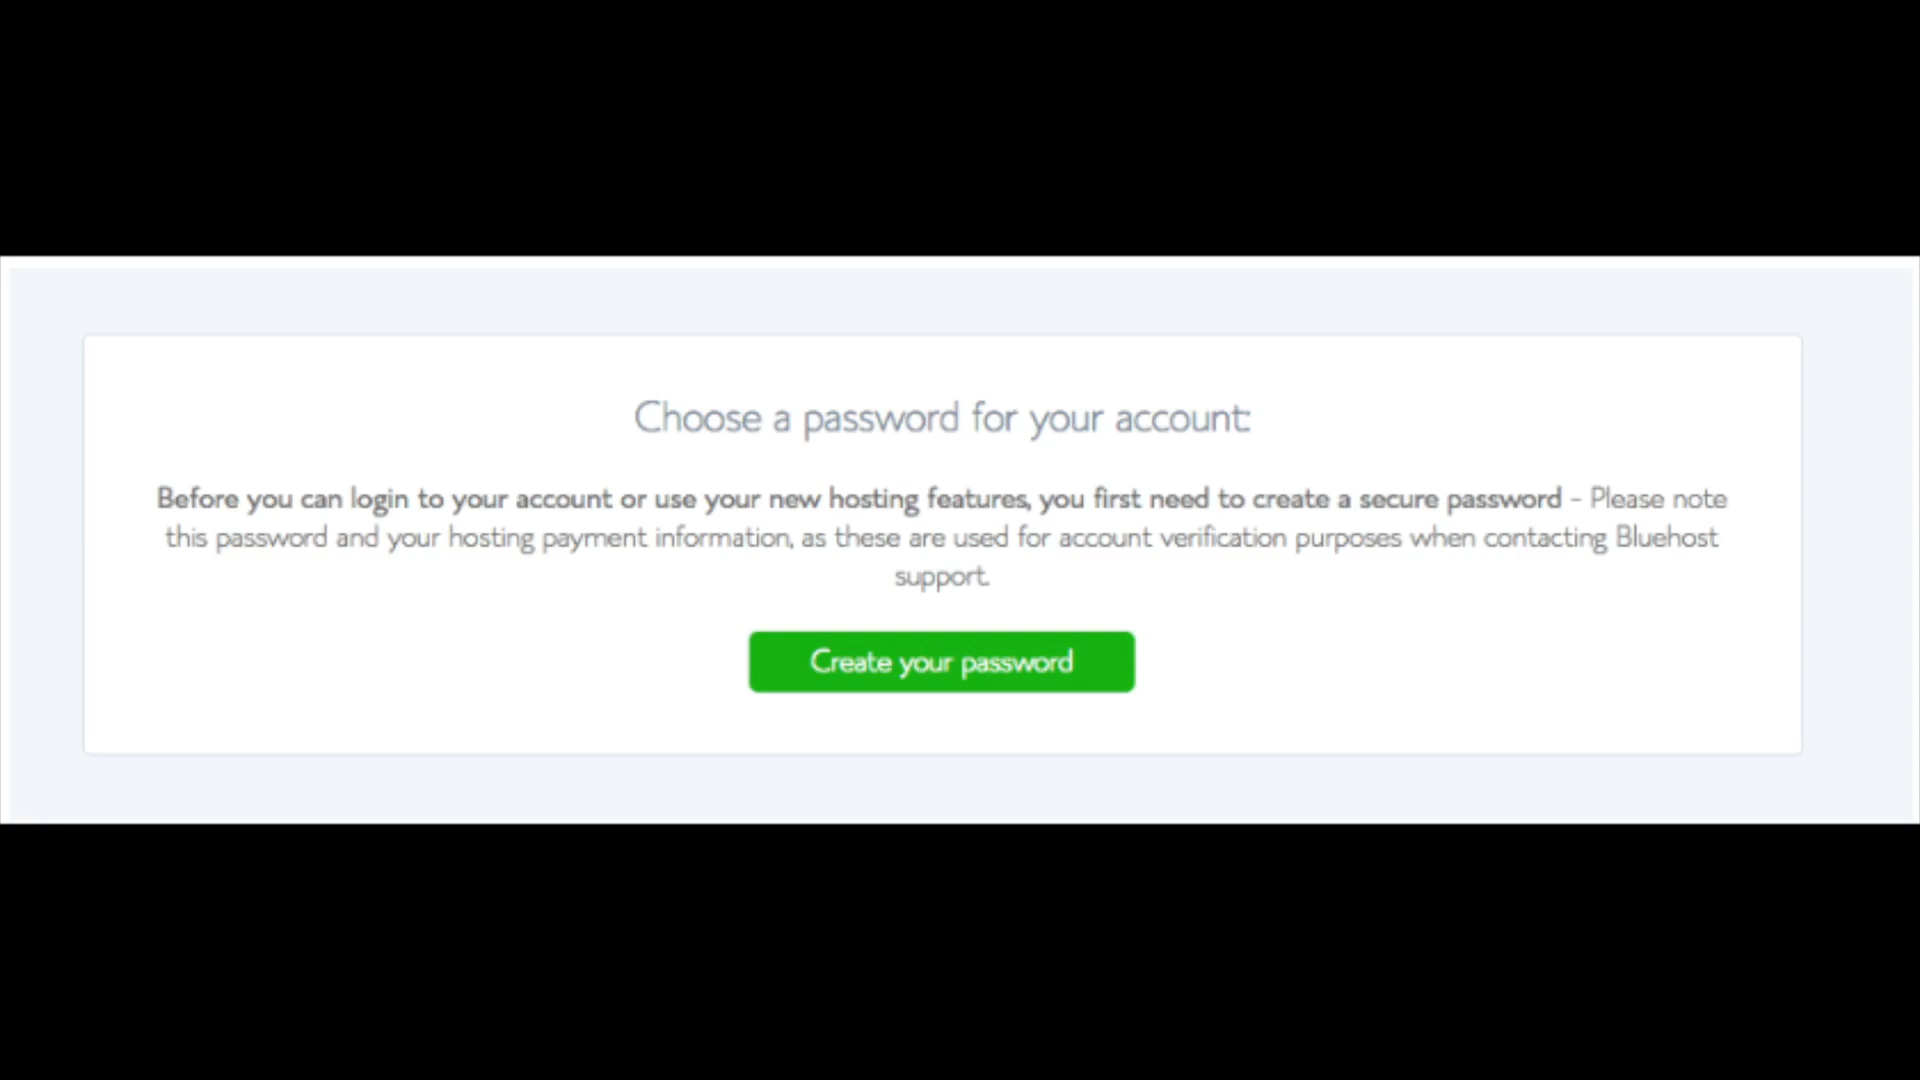 Choose a password for your account:
Before you can login to your account or use your new hosting features, you first need to create a secure password - Please note
this password and your hosting payment information, as these are used for account verification purposes when contacting Bluehost
support.
Create your password